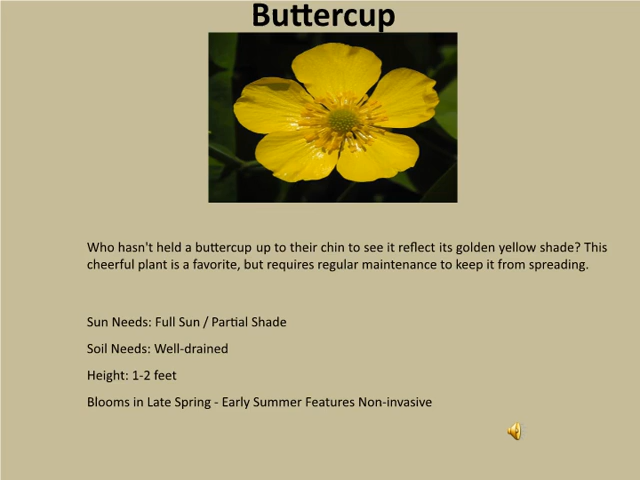 Buttercup
Who hasn't held a buttercup up to their chin to see it reflect its golden yellow shade? This
cheerful plant is a favorite, but requires regular maintenance to keep it from spreading.
Sun Needs: Full Sun / Partial Shade
Soil Needs: Well-drained
Height: 1-2 feet
Blooms in Late Spring - Early Summer Features Non-invasive